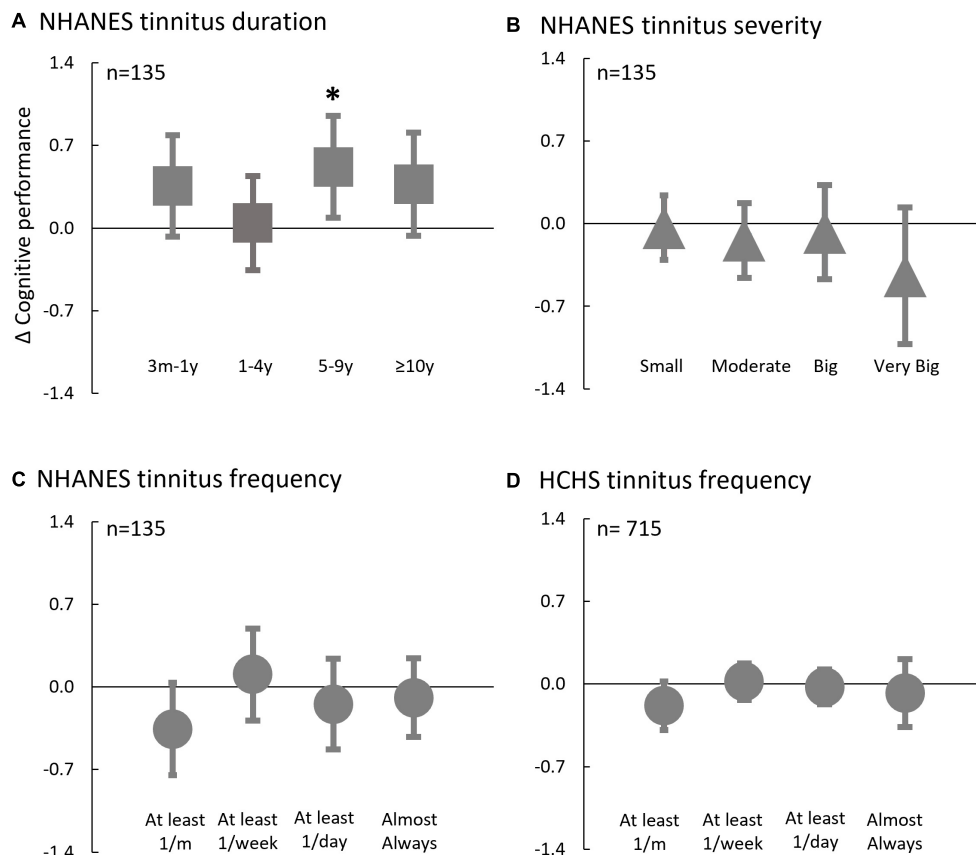 A NHANES tinnitus duration
1.4
n=135
*
0.7
0.0
-0.7
-1.4
Δ Cognitive performance
3m-1y 1-4y 5-9y ≥10y
B NHANES tinnitus severity
1.4
n=135
0.7
0.0
-0.7
-1.4
Small Moderate Big Very Big
C NHANES tinnitus frequency
1.4
n=135
0.7
0.0
-0.7
-1.4
At least At least At least Almost
1/m 1/week 1/day Always
D HCHS tinnitus frequency
1.4
n= 715
0.7
0.0
-0.7
-1.4
At least At least At least Almost
1/m 1/week 1/day Always